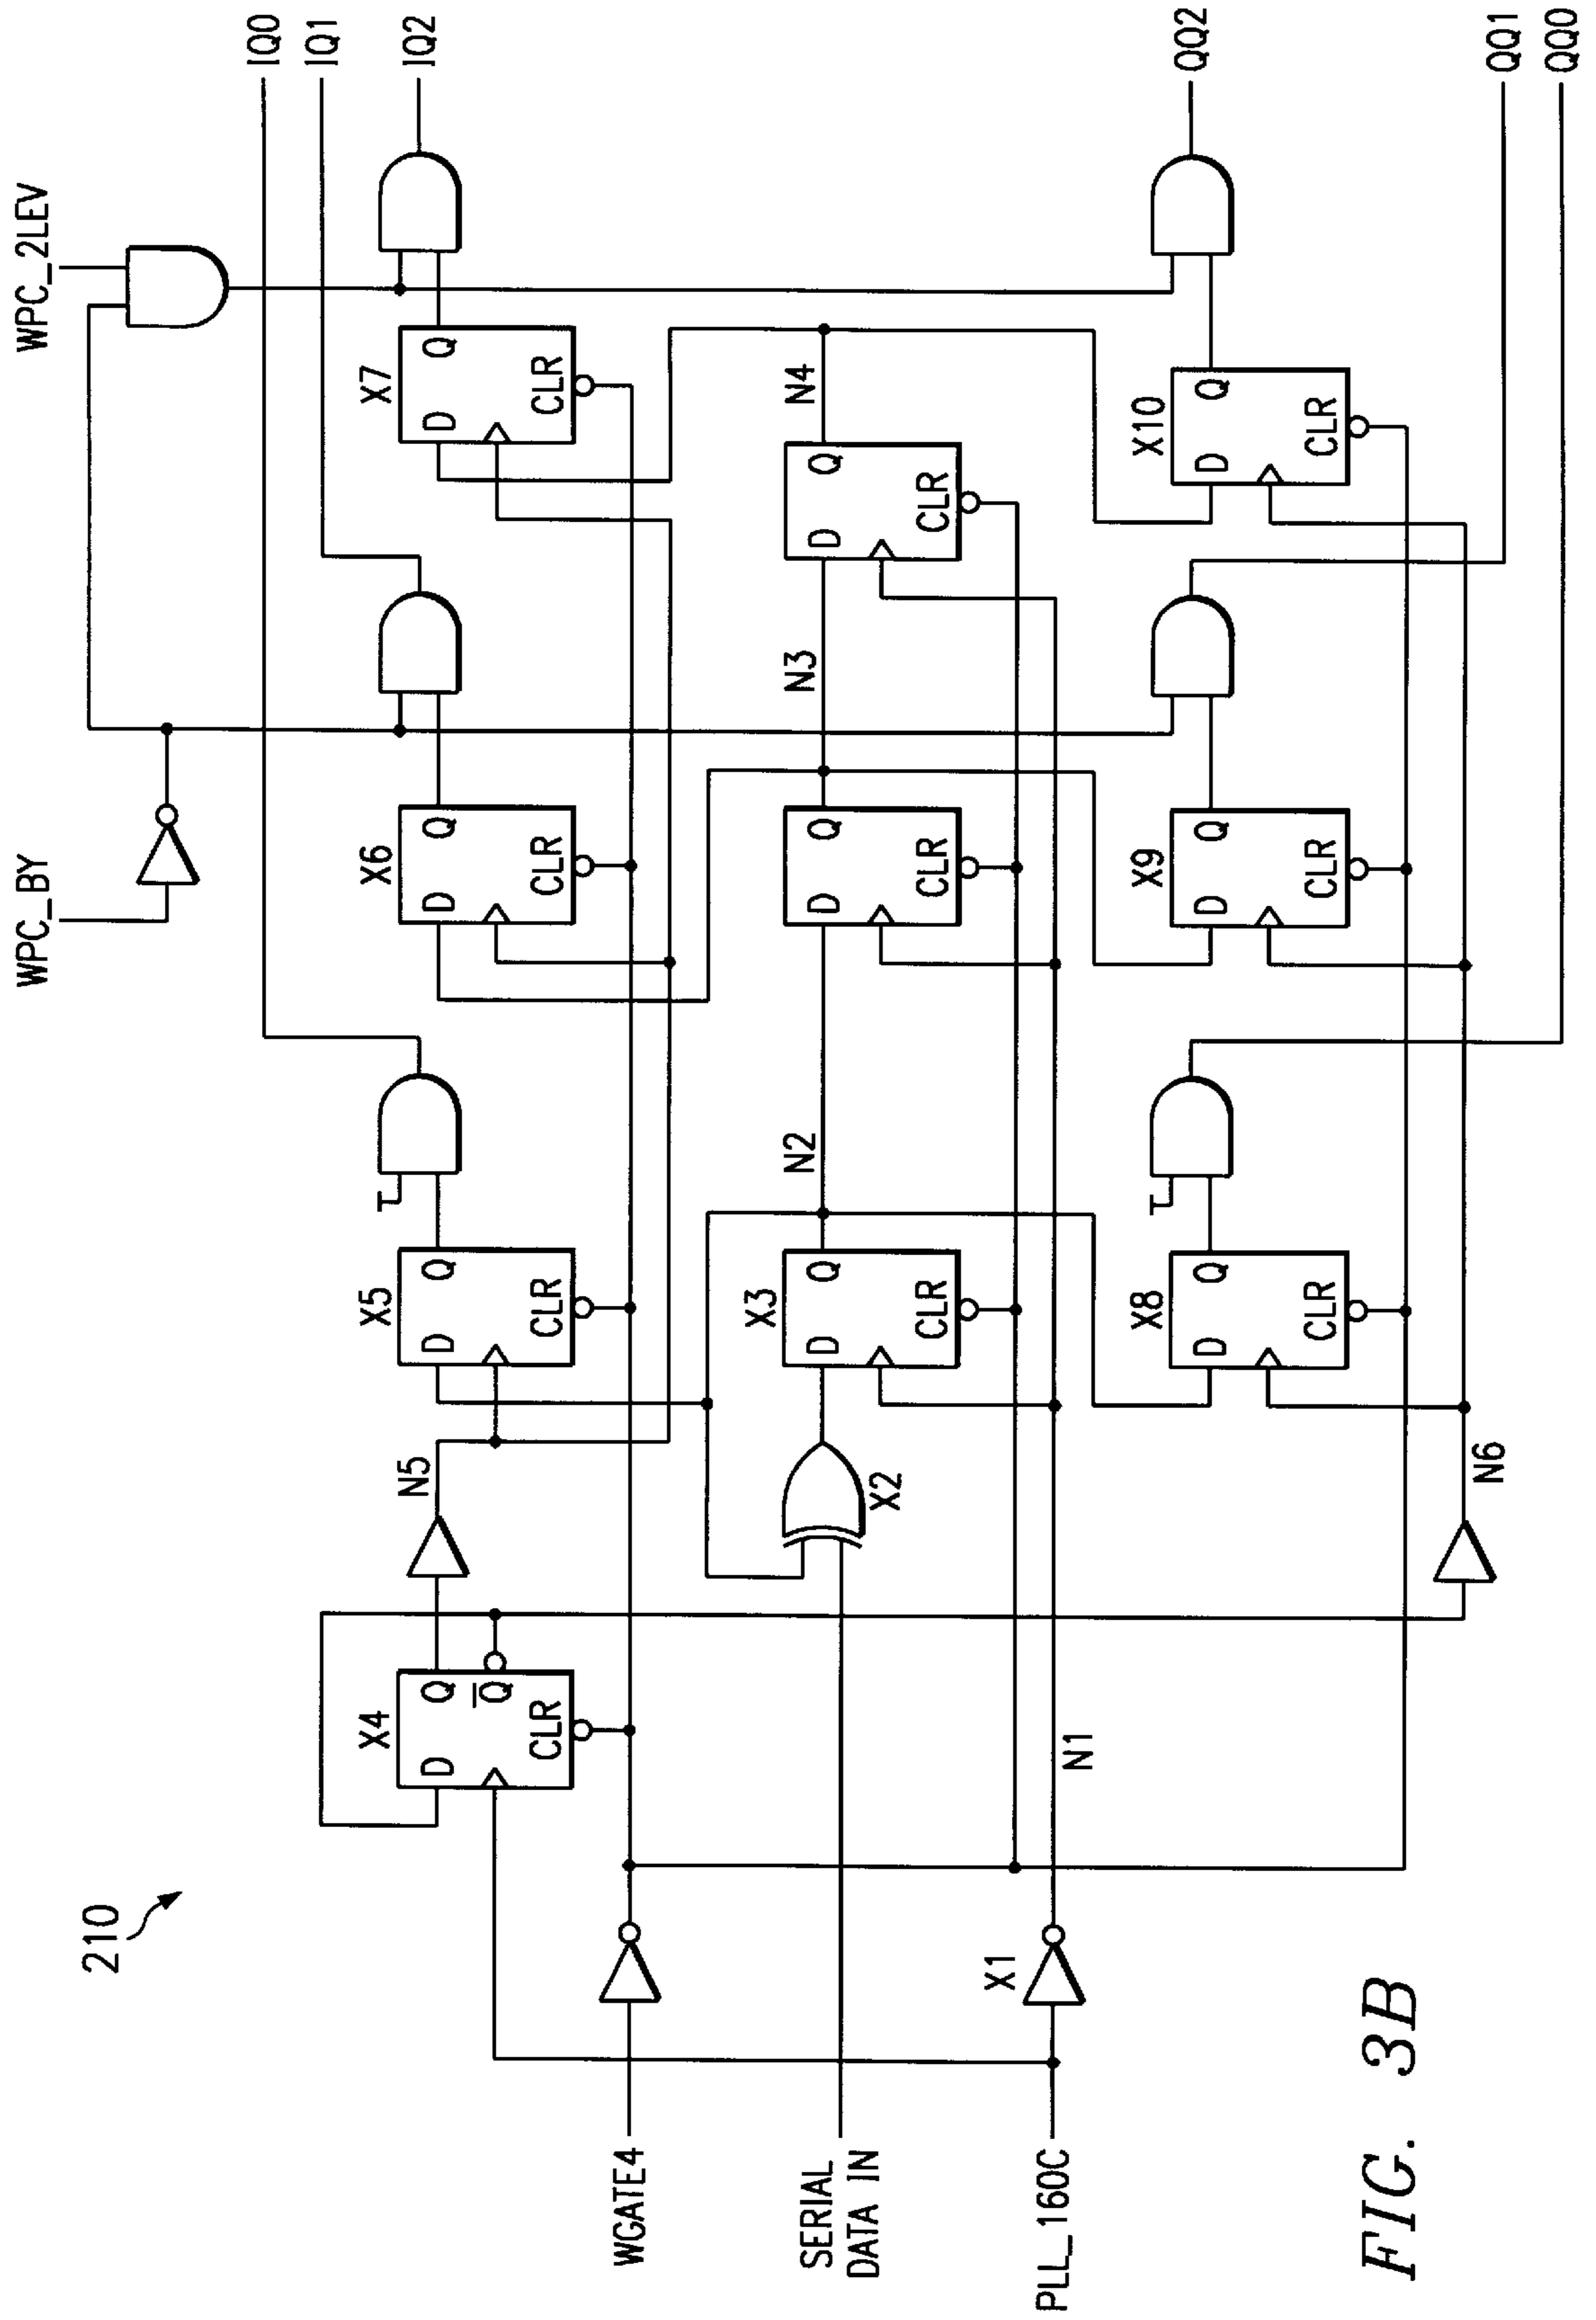 210
WPC_BY
WPC_2LEV
IQ0
IQ1
IQ2
X4
D
Q
Q̅
CLR
N5
X5
D
Q
CLR
X6
D
Q
CLR
X7
D
Q
CLR
WGATE4
SERIAL
DATA IN
X2
X3
D
Q
CLR
N2
D
Q
CLR
N3
D
Q
CLR
N4
PLL_160C
X1
N1
X8
D
Q
CLR
X9
D
Q
CLR
X10
D
Q
CLR
N6
QQ2
QQ1
QQ0
FIG. 3B